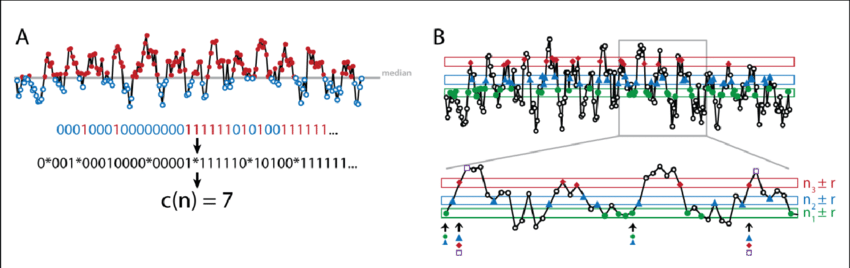 A
median
0001000100000000111111010100111111...
0*001*00010000*00001*111110*10100*111111...
c(n) = 7
B
n₃ ± r
n₂ ± r
n₁ ± r